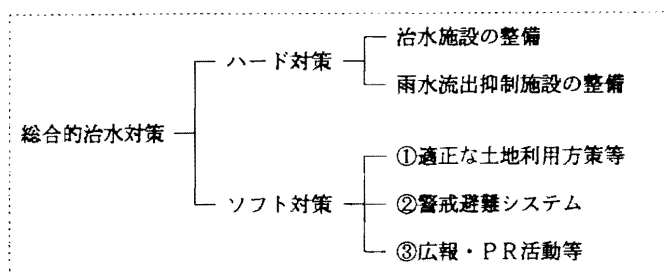 総合的治水対策
ハード対策
治水施設の整備
雨水流出抑制施設の整備
ソフト対策
①適正な土地利用方策等
②警戒避難システム
③広報・PR活動等